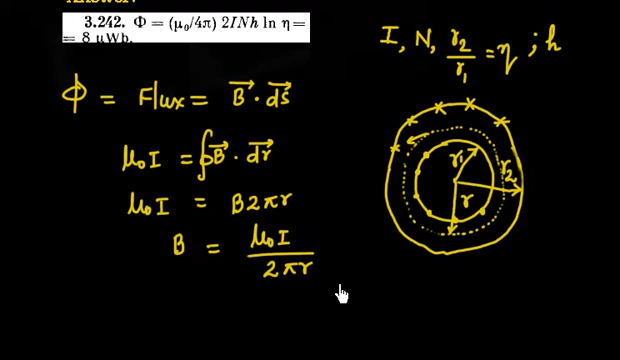 Answer:
3.242. Φ = (μ₀/4π) 2INh ln η =
= 8 μWb.
I, N, r₂/r₁ = η ; h
ϕ = Flux = B⃗ · ds⃗
μ₀I = ∮B⃗ · dr⃗
μ₀I = B2πr
B = μ₀I / 2πr
r₁
r₂
r